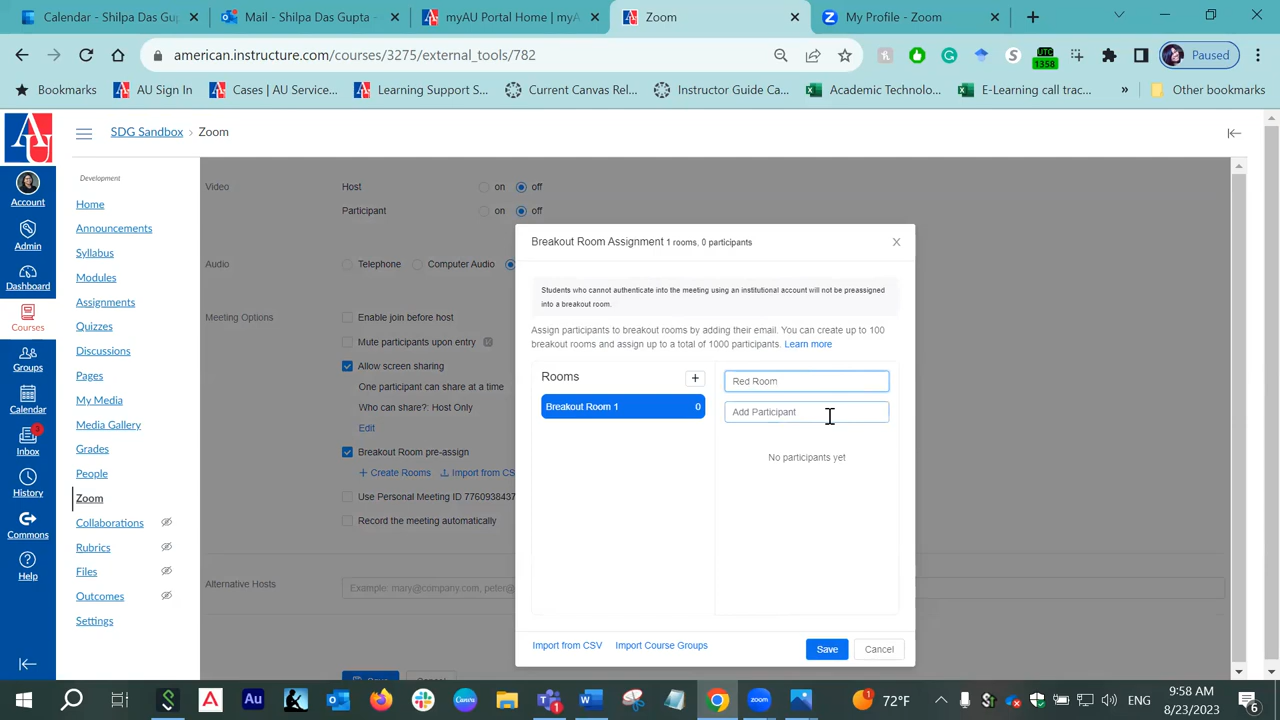 Calendar - Shilpa Das Gupta -
Mail - Shilpa Das Gupta - Outlo
myAU Portal Home | myAU
Zoom
Profile - Zoom
american.instructure.com/courses/3275/external_tools/782
UTC
1358
Paused
Bookmarks
AU Sign In
Cases | AU Service...
Learning Support S...
Current Canvas Rel...
Instructor Guide Ca...
Academic Technolo...
E-Learning call trac...
»
Other bookmarks
AU
SDG Sandbox › Zoom
Account
Admin
Dashboard
Courses
Groups
Calendar
Inbox
History
Commons
Help
Development
Home
Announcements
Syllabus
Modules
Assignments
Quizzes
Discussions
Pages
My Media
Media Gallery
Grades
People
Zoom
Collaborations
Rubrics
Files
Outcomes
Settings
Video
Host
on
off
Participant
on
off
Audio
Telephone
Computer Audio
Meeting Options
Enable join before host
Mute participants upon entry
Allow screen sharing
One participant can share at a time
Who can share?: Host Only
Edit
Breakout Room pre-assign
+ Create Rooms
Import from CS
Use Personal Meeting ID 7760938437
Record the meeting automatically
Alternative Hosts
Example: mary@company.com, peter@
Save
Cancel
Breakout Room Assignment 1 rooms, 0 participants
Students who cannot authenticate into the meeting using an institutional account will not be preassigned
into a breakout room.
Assign participants to breakout rooms by adding their email. You can create up to 100
breakout rooms and assign up to a total of 1000 participants. Learn more
Rooms
+
Breakout Room 1
0
Red Room
Add Participant
No participants yet
Import from CSV
Import Course Groups
Save
Cancel
72°F
ENG
9:58 AM
8/23/2023